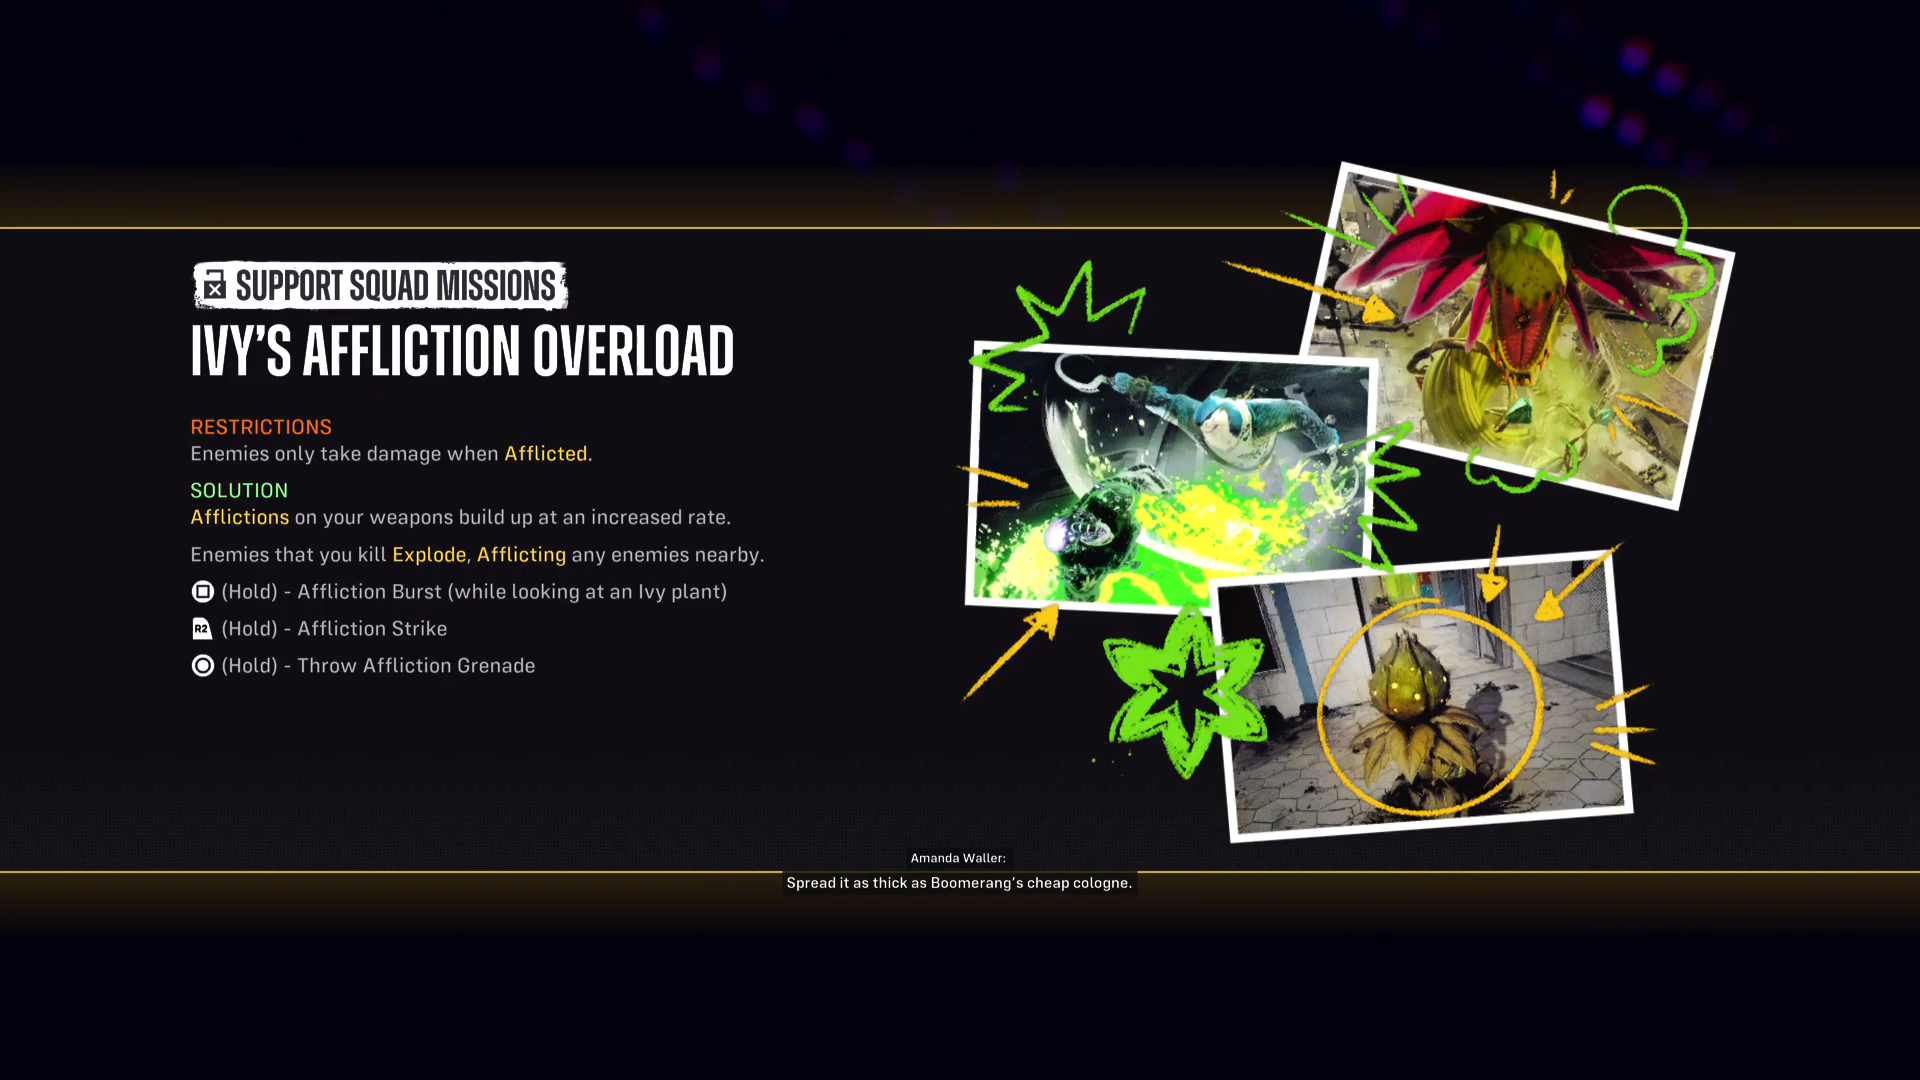 SUPPORT SQUAD MISSIONS
IVY'S AFFLICTION OVERLOAD
RESTRICTIONS
Enemies only take damage when Afflicted.
SOLUTION
Afflictions on your weapons build up at an increased rate.
Enemies that you kill Explode, Afflicting any enemies nearby.
(Hold) - Affliction Burst (while looking at an Ivy plant)
R2 (Hold) - Affliction Strike
(Hold) - Throw Affliction Grenade
Amanda Waller:
Spread it as thick as Boomerang's cheap cologne.